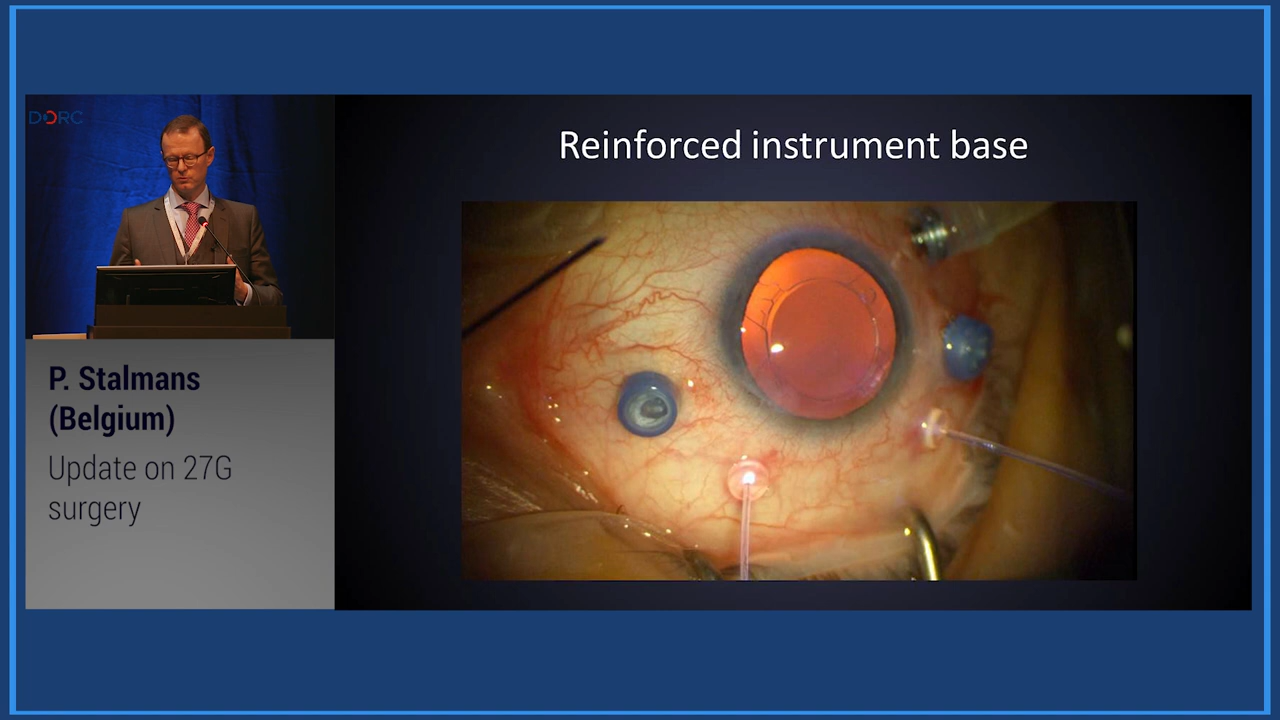 DORC
Reinforced instrument base
P. Stalmans
(Belgium)
Update on 27G
surgery